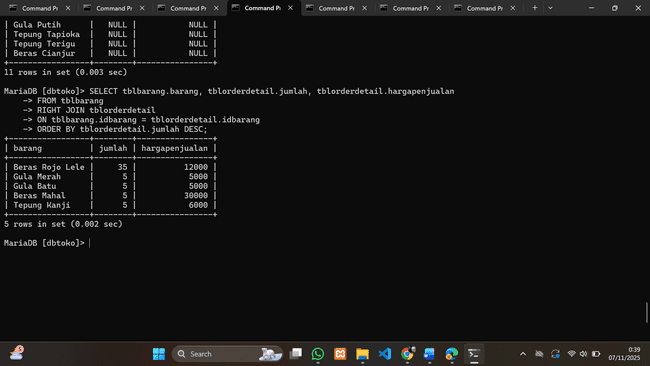 Command Pr
Command Pr
Command Pr
Command Pr
Command Pr
Command Pr
Command Pr
| Gula Putih      |   NULL |           NULL |
| Tepung Tapioka  |   NULL |           NULL |
| Tepung Terigu   |   NULL |           NULL |
| Beras Cianjur   |   NULL |           NULL |
+-----------------+--------+----------------+
11 rows in set (0.003 sec)
MariaDB [dbtoko]> SELECT tblbarang.barang, tblorderdetail.jumlah, tblorderdetail.hargapenjualan
    -> FROM tblbarang
    -> RIGHT JOIN tblorderdetail
    -> ON tblbarang.idbarang = tblorderdetail.idbarang
    -> ORDER BY tblorderdetail.jumlah DESC;
+-----------------+--------+----------------+
| barang          | jumlah | hargapenjualan |
+-----------------+--------+----------------+
| Beras Rojo Lele |     35 |          12000 |
| Gula Merah      |      5 |           5000 |
| Gula Batu       |      5 |           5000 |
| Beras Mahal     |      5 |          30000 |
| Tepung Kanji    |      5 |           6000 |
+-----------------+--------+----------------+
5 rows in set (0.002 sec)
MariaDB [dbtoko]>
Search
0:39
07/11/2025